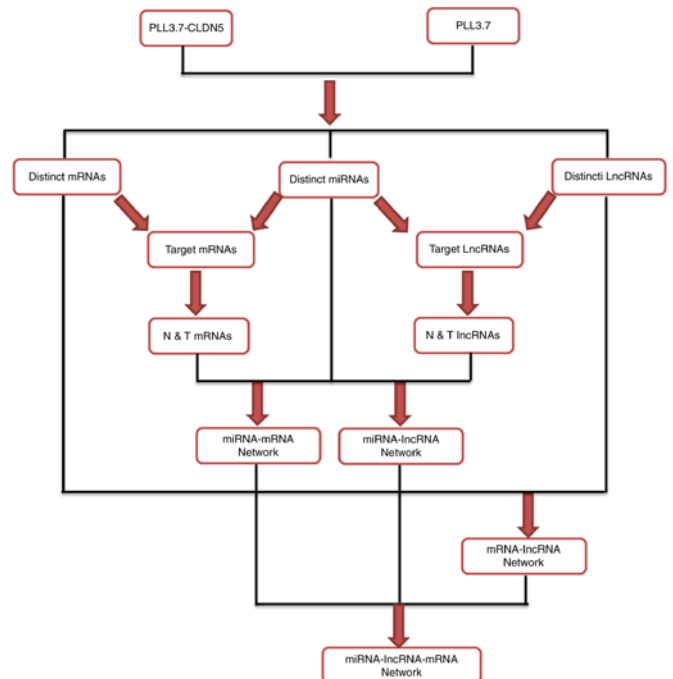 PLL3.7-CLDN5
PLL3.7
Distinct mRNAs
Distinct miRNAs
Distincti LncRNAs
Target mRNAs
Target LncRNAs
N & T mRNAs
N & T lncRNAs
miRNA-mRNA
Network
miRNA-lncRNA
Network
mRNA-lncRNA
Network
miRNA-lncRNA-mRNA
Network